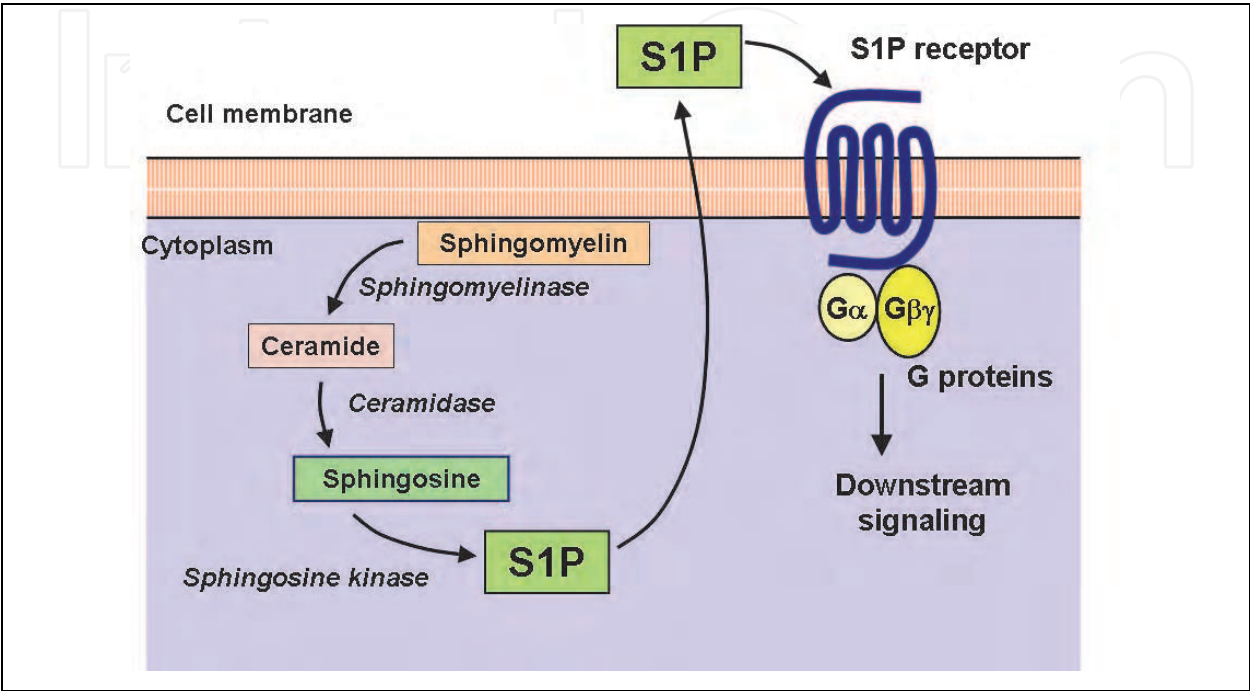 S1P
S1P receptor
Cell membrane
Cytoplasm
Sphingomyelin
Sphingomyelinase
Ceramide
Ceramidase
Sphingosine
Sphingosine kinase
S1P
Gα
Gβγ
G proteins
Downstream
signaling